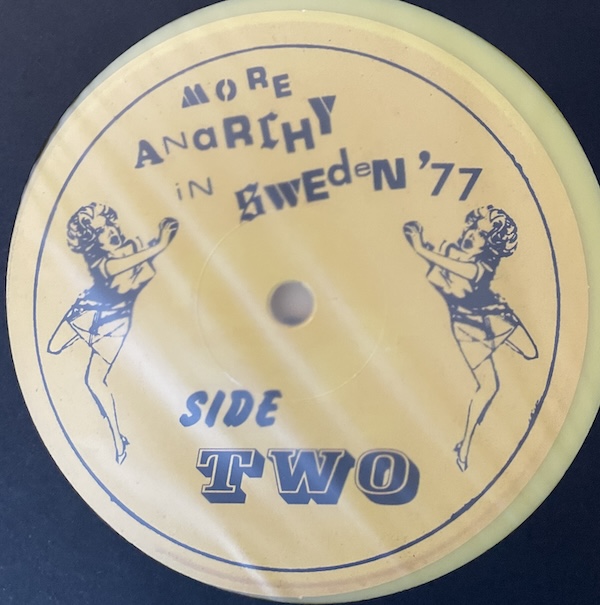 MORE
ANaRCHY
iN SWEdeN '77
SIDE
TWO